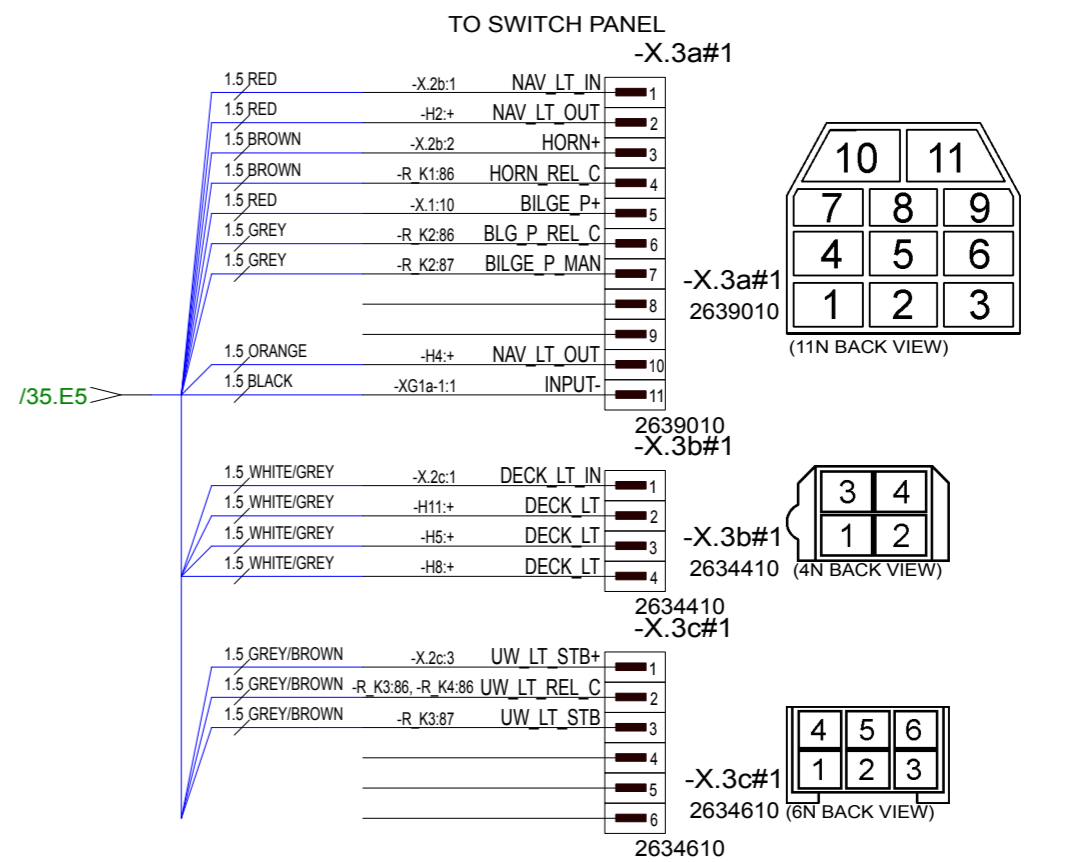 TO SWITCH PANEL
-X.3a#1
1.5 RED -X.2b:1 NAV_LT_IN 1
1.5 RED -H2:+ NAV_LT_OUT 2
1.5 BROWN -X.2b:2 HORN+ 3
1.5 BROWN -R_K1:86 HORN_REL_C 4
1.5 RED -X.1:10 BILGE_P+ 5
1.5 GREY -R_K2:86 BLG_P_REL_C 6
1.5 GREY -R_K2:87 BILGE_P_MAN 7
8
9
1.5 ORANGE -H4:+ NAV_LT_OUT 10
1.5 BLACK -XG1a-1:1 INPUT- 11
/35.E5
2639010
10 11
7 8 9
4 5 6
1 2 3
-X.3a#1
2639010
(11N BACK VIEW)
-X.3b#1
1.5 WHITE/GREY -X.2c:1 DECK_LT_IN 1
1.5 WHITE/GREY -H11:+ DECK_LT 2
1.5 WHITE/GREY -H5:+ DECK_LT 3
1.5 WHITE/GREY -H8:+ DECK_LT 4
2634410
3 4
1 2
-X.3b#1
2634410
(4N BACK VIEW)
-X.3c#1
1.5 GREY/BROWN -X.2c:3 UW_LT_STB+ 1
1.5 GREY/BROWN -R_K3:86, -R_K4:86 UW_LT_REL_C 2
1.5 GREY/BROWN -R_K3:87 UW_LT_STB 3
4
5
6
2634610
4 5 6
1 2 3
-X.3c#1
2634610
(6N BACK VIEW)